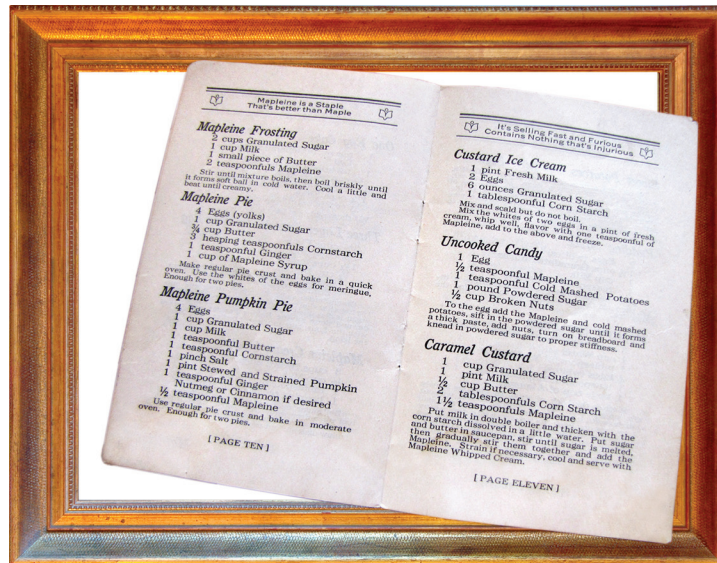 Mapleine is a Staple
That's better than Maple
Mapleine Frosting
2 cups Granulated Sugar
1 cup Milk
1 small piece of Butter
2 teaspoonfuls Mapleine
Stir until mixture boils, then boil briskly until
it forms soft ball in cold water. Cool a little and
beat until creamy.
Mapleine Pie
4 Eggs (yolks)
1 cup Granulated Sugar
¾ cup Butter
3 heaping teaspoonfuls Cornstarch
1 teaspoonful Ginger
1 cup of Mapleine Syrup
Make regular pie crust and bake in a quick
oven. Use the whites of the eggs for meringue,
Enough for two pies.
Mapleine Pumpkin Pie
4 Eggs
1 cup Granulated Sugar
1 cup Milk
1 teaspoonful Butter
1 teaspoonful Cornstarch
1 pinch Salt
1 pint Stewed and Strained Pumpkin
1 teaspoonful Ginger
Nutmeg or Cinnamon if desired
½ teaspoonful Mapleine
Use regular pie crust and bake in moderate
oven. Enough for two pies.
[ PAGE TEN ]
It's Selling Fast and Furious
Contains Nothing that's Injurious
Custard Ice Cream
1 pint Fresh Milk
2 Eggs
6 ounces Granulated Sugar
1 tablespoonful Corn Starch
Mix and scald but do not boil.
Mix the whites of two eggs in a pint of fresh
cream, whip well, flavor with one teaspoonful of
Mapleine, add to the above and freeze.
Uncooked Candy
1 Egg
½ teaspoonful Mapleine
1 teaspoonful Cold Mashed Potatoes
1 pound Powdered Sugar
½ cup Broken Nuts
To the egg add the Mapleine and cold mashed
potatoes, sift in the powdered sugar until it forms
a thick paste, add nuts, turn on breadboard and
knead in powdered sugar to proper stiffness.
Caramel Custard
1 cup Granulated Sugar
1 pint Milk
½ cup Butter
2 tablespoonfuls Corn Starch
1½ teaspoonfuls Mapleine
Put milk in double boiler and thicken with the
corn starch dissolved in a little water. Put sugar
and butter in saucepan, stir until sugar is melted,
then gradually stir them together and add the
Mapleine. Strain if necessary, cool and serve with
Mapleine Whipped Cream.
[ PAGE ELEVEN ]